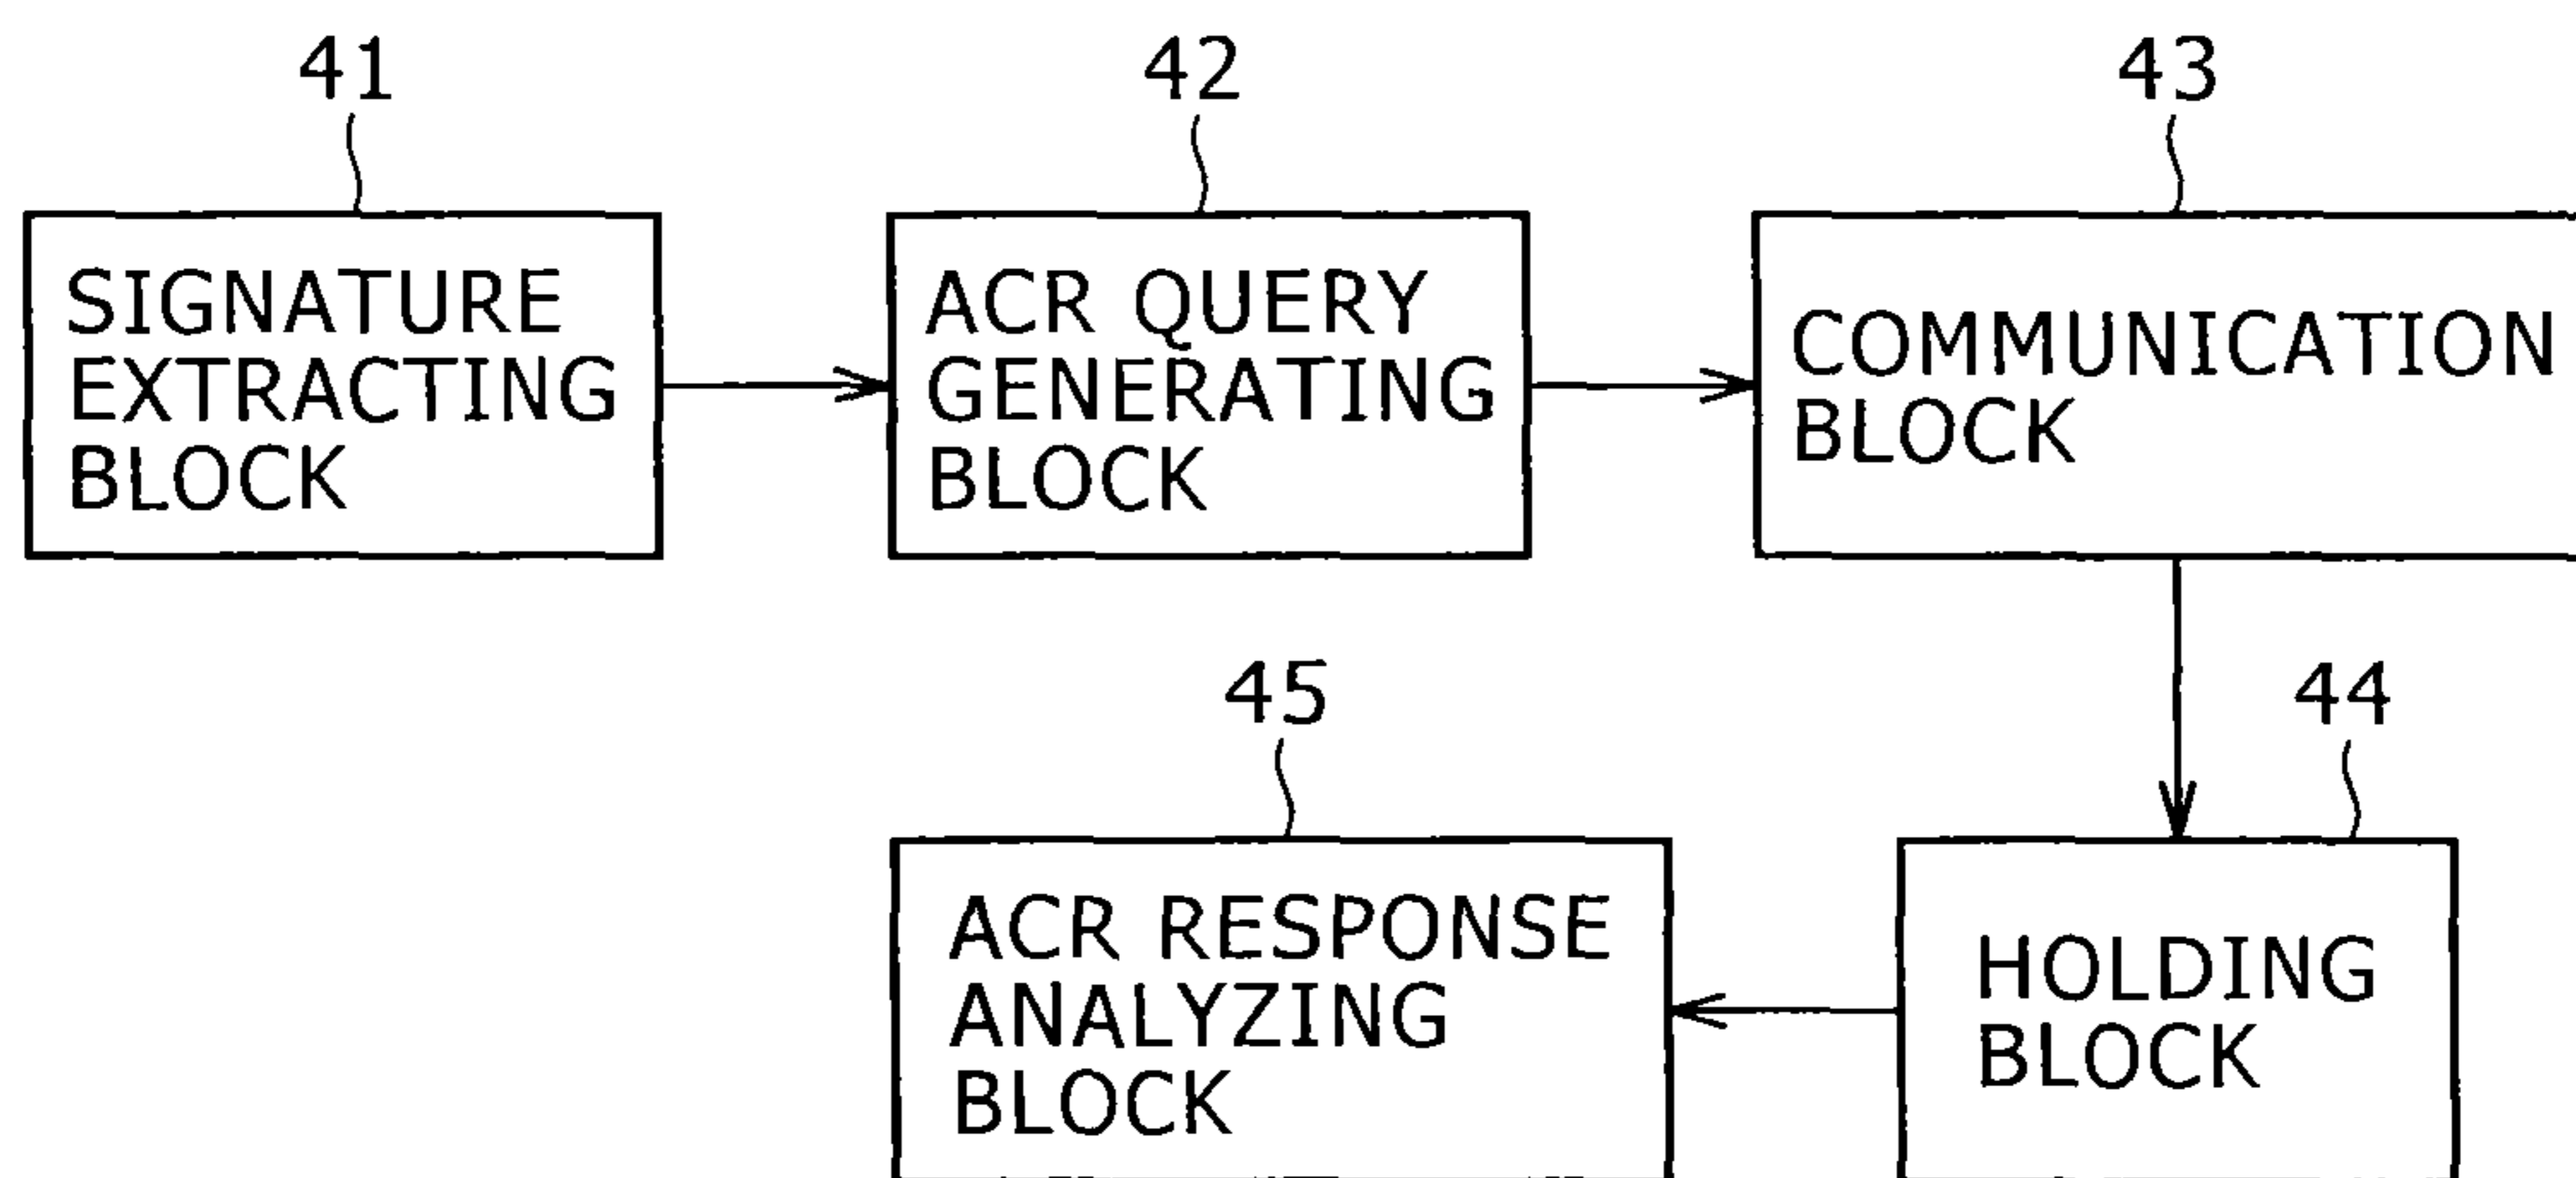 41
42
43
SIGNATURE
EXTRACTING
BLOCK
ACR QUERY
GENERATING
BLOCK
COMMUNICATION
BLOCK
45
44
ACR RESPONSE
ANALYZING
BLOCK
HOLDING
BLOCK